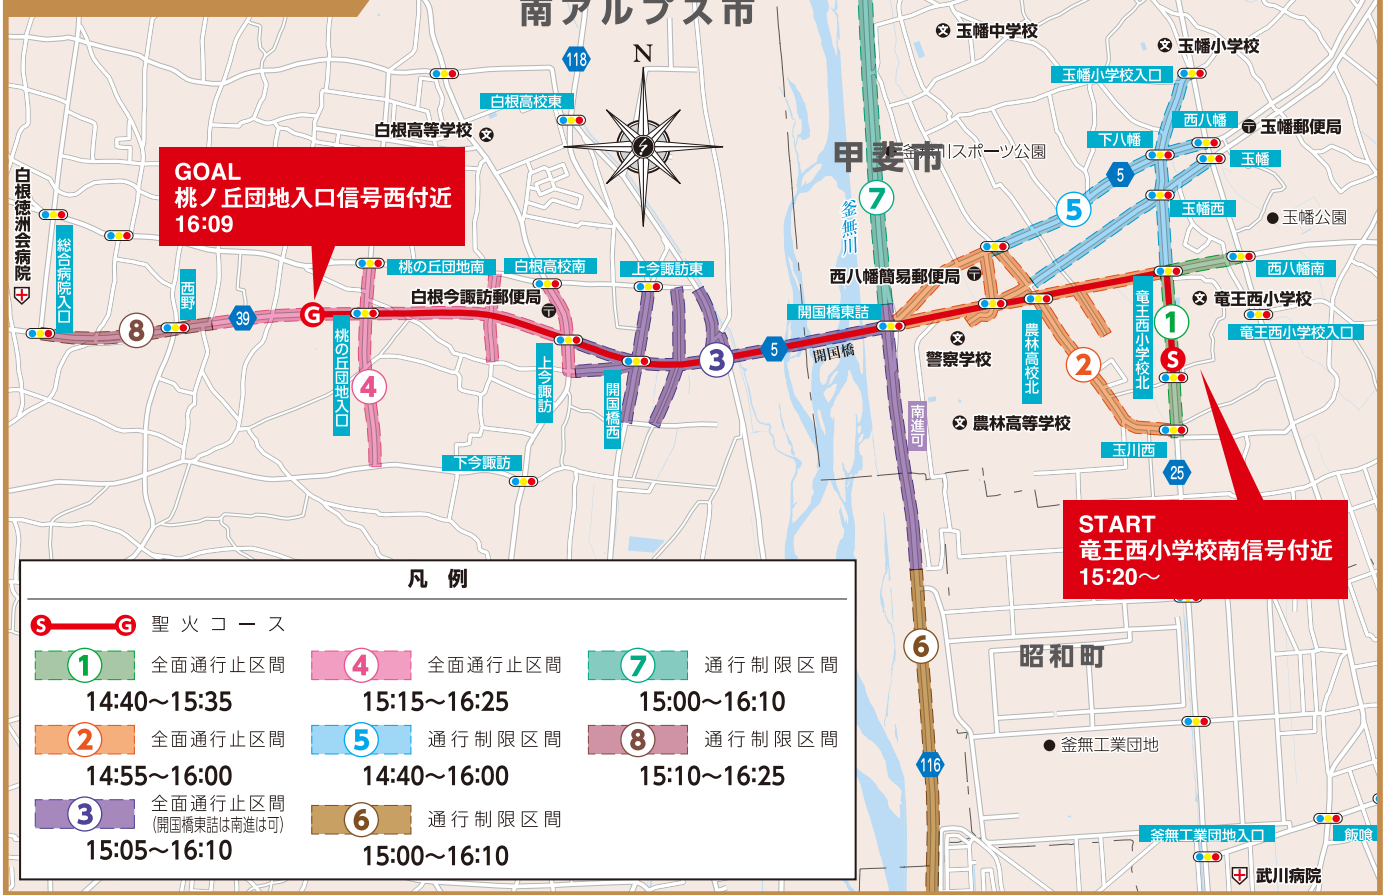 南アルプス市
N
118
白根高校東
白根高等学校
玉幡中学校
玉幡小学校
玉幡小学校入口
西八幡
玉幡郵便局
下八幡
玉幡
5
甲斐市
釜無川スポーツ公園
7
釜無川
5
玉幡西
玉幡公園
GOAL
桃ノ丘団地入口信号西付近
16:09
白根徳洲会病院
総合病院入口
西野
桃の丘団地南
白根高校南
上今諏訪東
白根今諏訪郵便局
西八幡簡易郵便局
西八幡南
竜王西小学校
竜王西小学校入口
開国橋東詰
39
G
8
桃の丘団地入口
4
上今諏訪
開国橋西
3
5
開国橋
警察学校
農林高校北
2
竜王西小学校北
1
S
南進可
農林高等学校
玉川西
下今諏訪
25
START
竜王西小学校南信号付近
15:20～
6
昭和町
116
釜無工業団地
釜無工業団地入口
飯喰
武川病院
凡 例
S G 聖火コース
1 全面通行止区間
14:40～15:35
2 全面通行止区間
14:55～16:00
3 全面通行止区間
(開国橋東詰は南進は可)
15:05～16:10
4 全面通行止区間
15:15～16:25
5 通行制限区間
14:40～16:00
6 通行制限区間
15:00～16:10
7 通行制限区間
15:00～16:10
8 通行制限区間
15:10～16:25